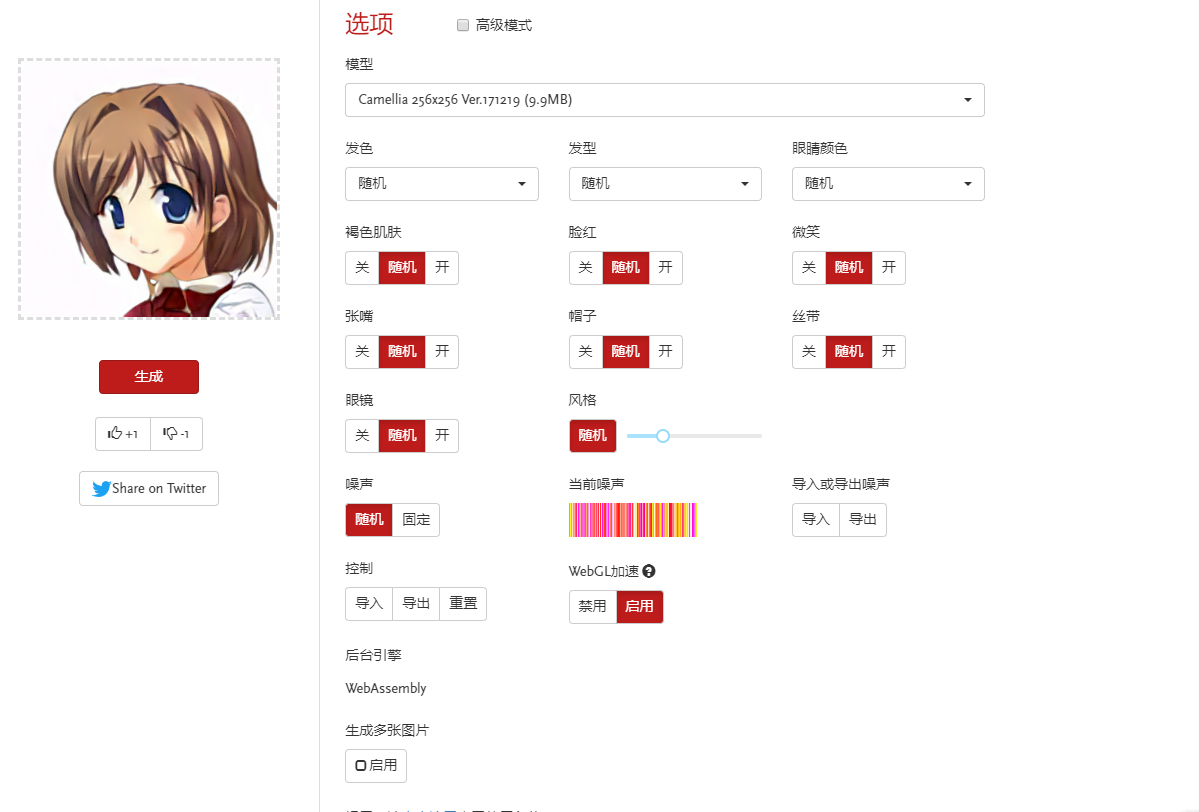 选项
高级模式
模型
Camellia 256x256 Ver.171219 (9.9MB)
发色 发型 眼睛颜色
随机 随机 随机
褐色肌肤 脸红 微笑
关 随机 开 关 随机 开 关 随机 开
张嘴 帽子 丝带
关 随机 开 关 随机 开 关 随机 开
眼镜 风格
关 随机 开 随机
噪声 当前噪声 导入或导出噪声
随机 固定 导入 导出
控制 WebGL加速
导入 导出 重置 禁用 启用
后台引擎
WebAssembly
生成多张图片
启用
生成
+1 -1
Share on Twitter